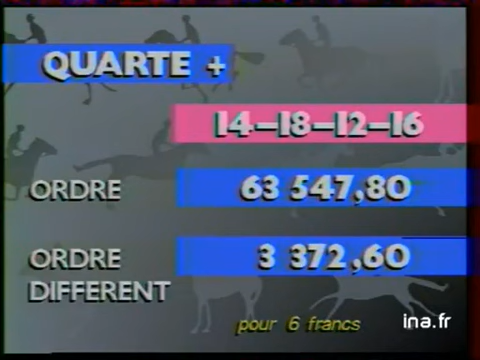 QUARTE +
14-18-12-16
ORDRE 63 547,80
ORDRE DIFFERENT 3 372,60
pour 6 francs
ina.fr